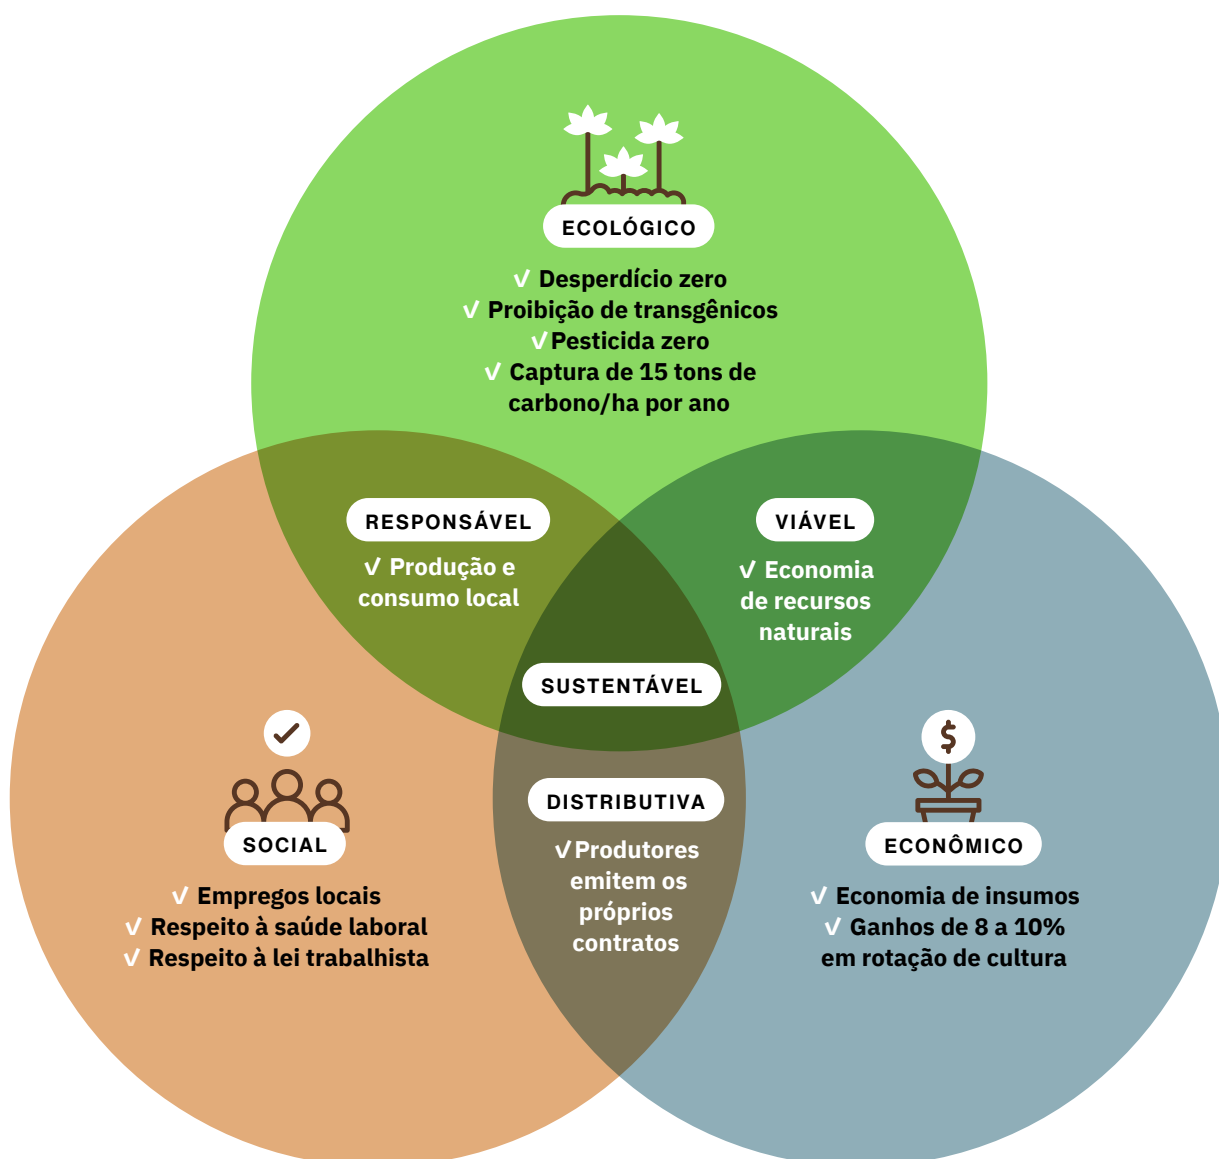 ECOLÓGICO
√ Desperdício zero
√ Proibição de transgênicos
√ Pesticida zero
√ Captura de 15 tons de
carbono/ha por ano
RESPONSÁVEL
√ Produção e
consumo local
VIÁVEL
√ Economia
de recursos
naturais
SUSTENTÁVEL
DISTRIBUTIVA
√ Produtores
emitem os
próprios
contratos
SOCIAL
√ Empregos locais
√ Respeito à saúde laboral
√ Respeito à lei trabalhista
$
ECONÔMICO
√ Economia de insumos
√ Ganhos de 8 a 10%
em rotação de cultura